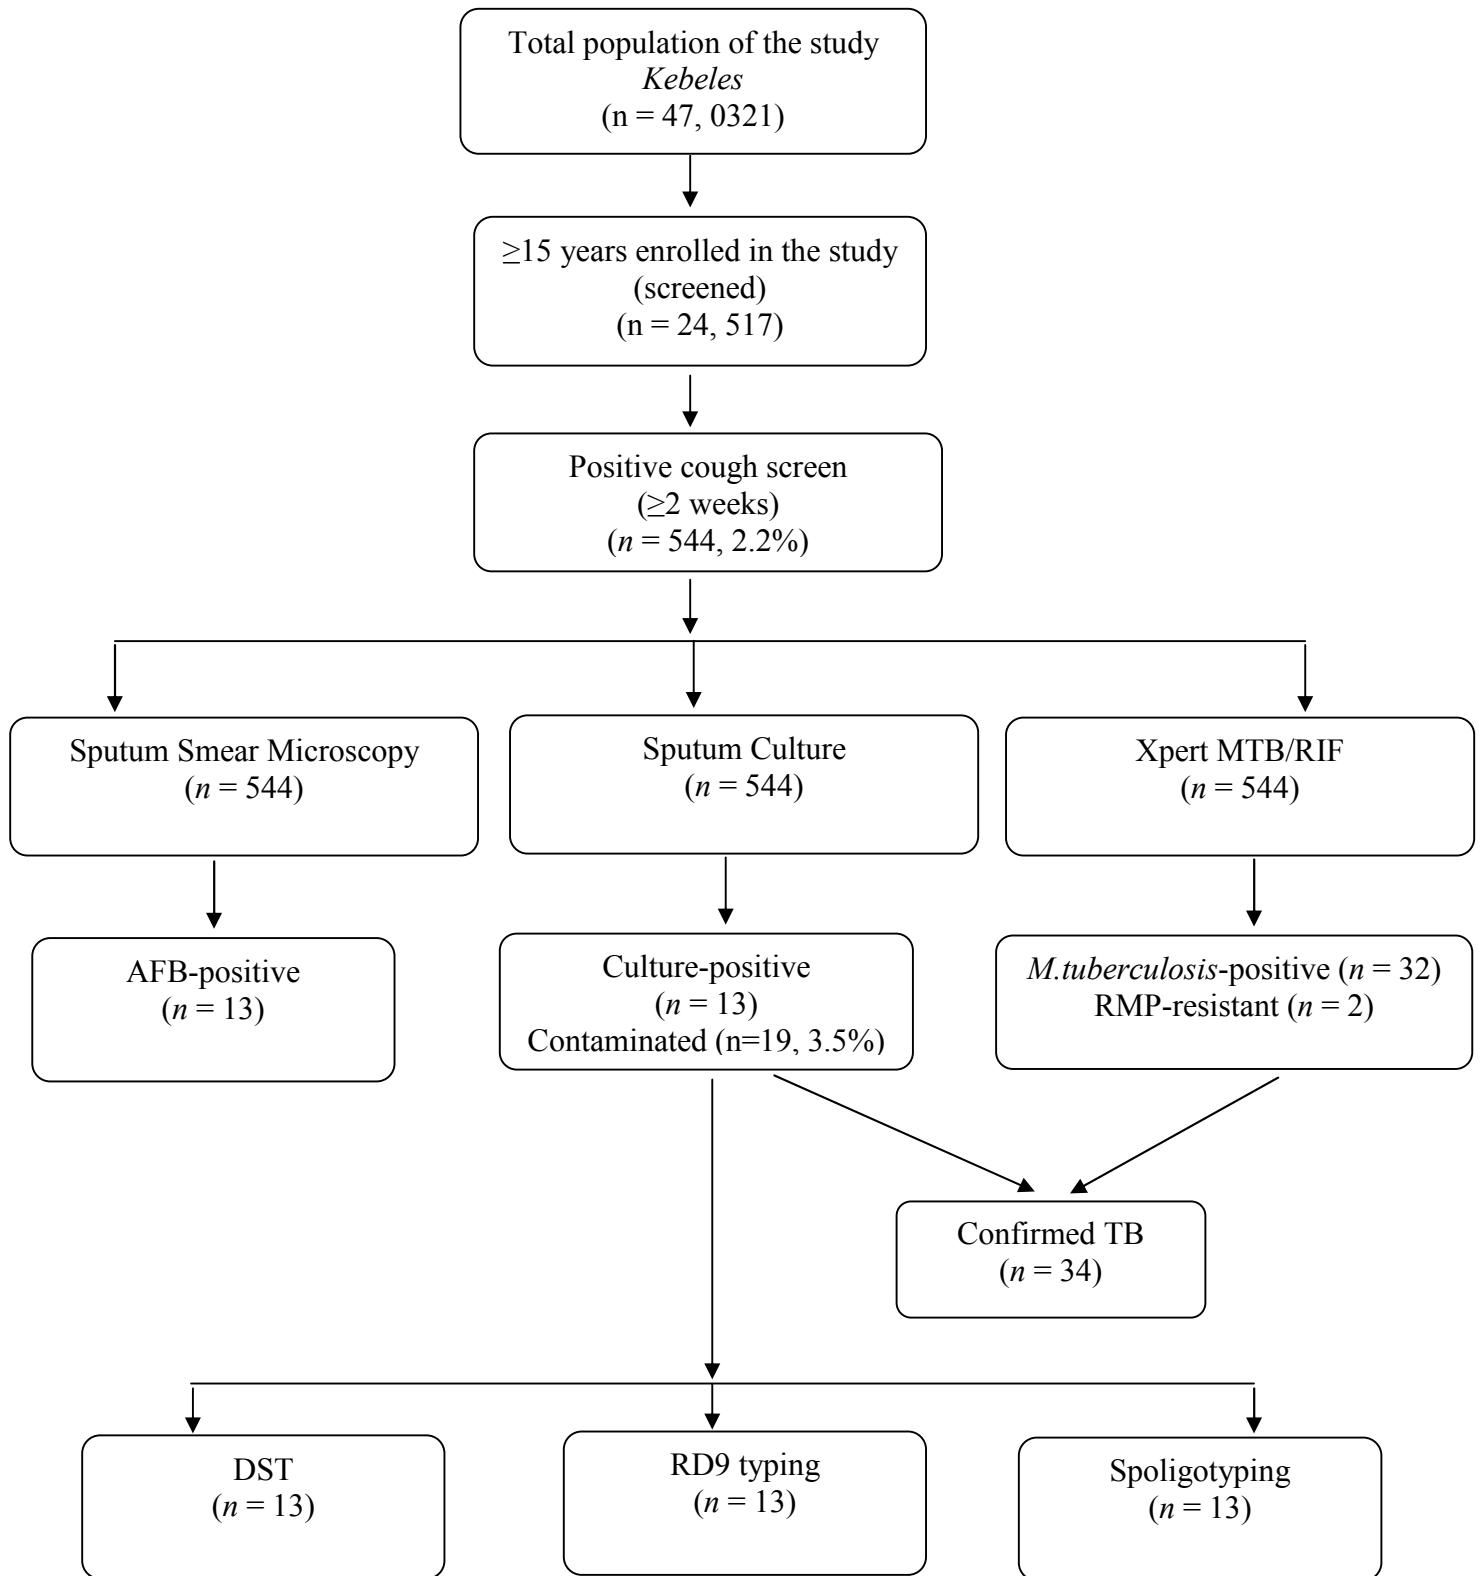 Total population of the study
Kebeles
(n = 47, 0321)
≥15 years enrolled in the study
(screened)
(n = 24, 517)
Positive cough screen
(≥2 weeks)
(n = 544, 2.2%)
Sputum Smear Microscopy
(n = 544)
Sputum Culture
(n = 544)
Xpert MTB/RIF
(n = 544)
AFB-positive
(n = 13)
Culture-positive
(n = 13)
Contaminated (n=19, 3.5%)
M.tuberculosis-positive (n = 32)
RMP-resistant (n = 2)
Confirmed TB
(n = 34)
DST
(n = 13)
RD9 typing
(n = 13)
Spoligotyping
(n = 13)